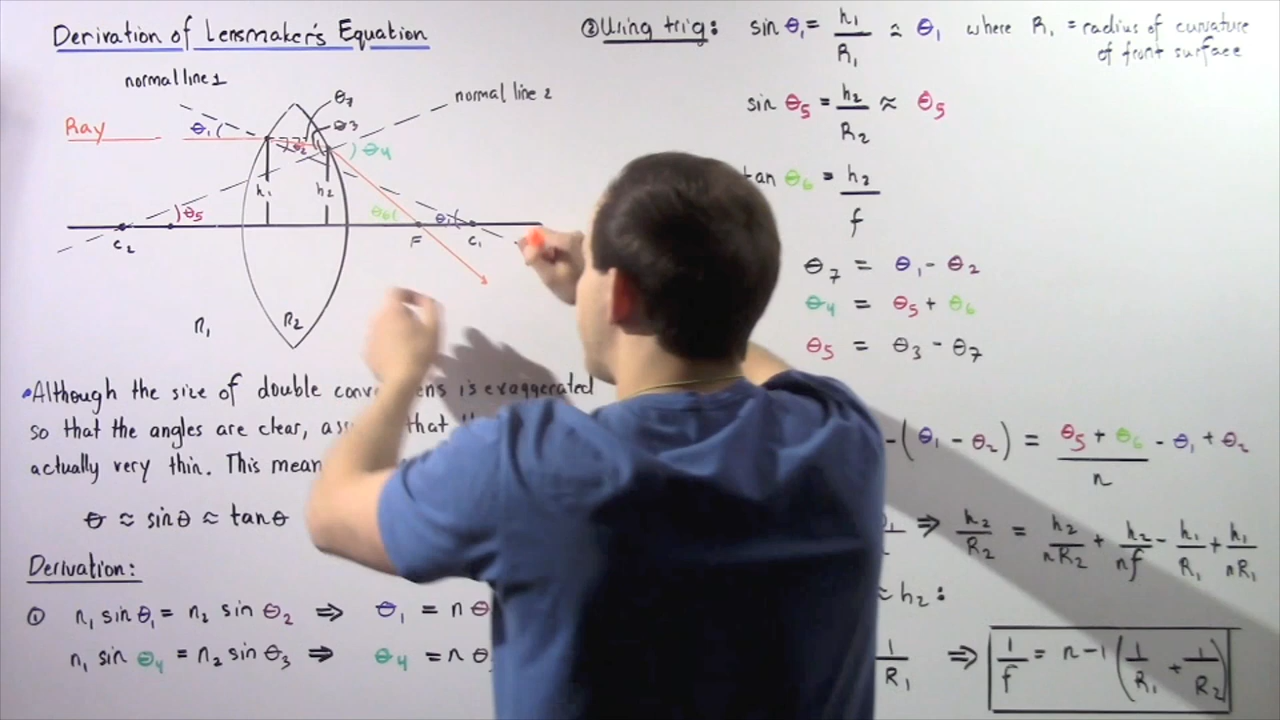 Derivation of Lensmaker's Equation
normal line 1
normal line 2
Ray
θ₁
θ₂
θ₇
θ3
θ4
h₁
h₂
θ5
θ6
θ₁
C₂
F
C₁
n₁
n₂
•Although the size of double
is exaggerated
so that the angles are clear, that
actually very thin. This
θ ≈ sinθ ≈ tanθ
Derivation:
① n₁ sin θ₁ = n₂ sin θ₂ ⇒ θ₁ = n θ
n₁ sin θ4 = n₂ sin θ₃ ⇒ θ4 = n θ
② Using trig: sin θ₁ = h₁/R₁ ≈ θ₁ where R₁ = radius of curvature
of front surface
sin θ5 = h₂/R₂ ≈ θ5
tan θ6 = h₂/f
θ₇ = θ₁ - θ₂
θ4 = θ5 + θ6
θ5 = θ₃ - θ₇
- (θ₁ - θ₂) = (θ5 + θ6)/n - θ₁ + θ₂
⇒ h₂/R₂ = h₂/nR₂ + h₂/nf - h₁/R₁ + h₁/nR₁
≈ h₂:
1/R₁ ⇒ 1/f = n-1 (1/R₁ + 1/R₂)